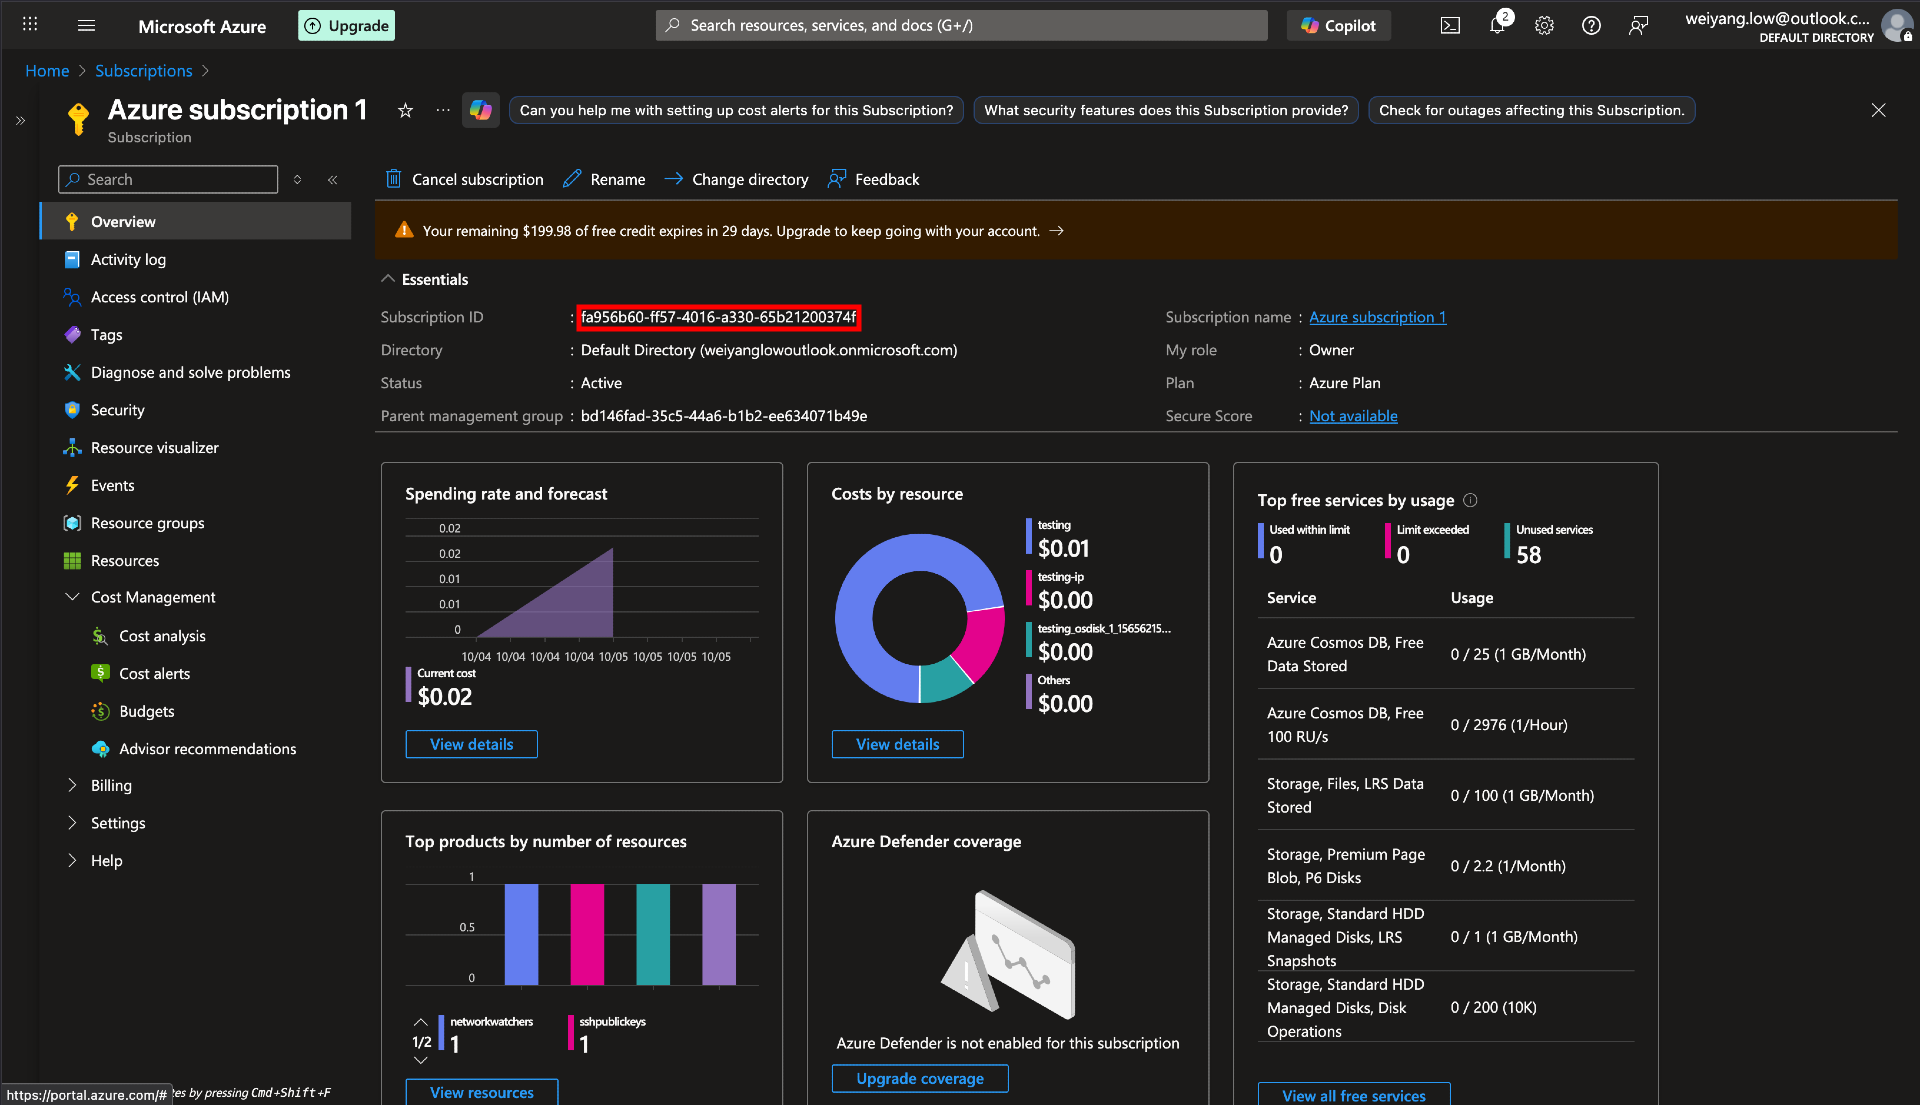 Microsoft Azure
Upgrade
Search resources, services, and docs (G+/)
Copilot
2
weiyang.low@outlook.c...
DEFAULT DIRECTORY
Home > Subscriptions >
Azure subscription 1
Subscription
Can you help me with setting up cost alerts for this Subscription?
What security features does this Subscription provide?
Check for outages affecting this Subscription.
Search
Cancel subscription
Rename
Change directory
Feedback
Overview
Activity log
Access control (IAM)
Tags
Diagnose and solve problems
Security
Resource visualizer
Events
Resource groups
Resources
Cost Management
Cost analysis
Cost alerts
Budgets
Advisor recommendations
Billing
Settings
Help
Your remaining $199.98 of free credit expires in 29 days. Upgrade to keep going with your account.
Essentials
Subscription ID : fa956b60-ff57-4016-a330-65b21200374f
Directory : Default Directory (weiyanglowoutlook.onmicrosoft.com)
Status : Active
Parent management group : bd146fad-35c5-44a6-b1b2-ee634071b49e
Subscription name : Azure subscription 1
My role : Owner
Plan : Azure Plan
Secure Score : Not available
Spending rate and forecast
0.02
0.02
0.01
0.01
0
10/04 10/04 10/04 10/04 10/05 10/05 10/05 10/05
Current cost
$0.02
View details
Costs by resource
testing
$0.01
testing-ip
$0.00
testing_osdisk_1_15656215...
$0.00
Others
$0.00
View details
Top free services by usage
Used within limit
0
Limit exceeded
0
Unused services
58
Service Usage
Azure Cosmos DB, Free
Data Stored
0 / 25 (1 GB/Month)
Azure Cosmos DB, Free
100 RU/s
0 / 2976 (1/Hour)
Storage, Files, LRS Data
Stored
0 / 100 (1 GB/Month)
Storage, Premium Page
Blob, P6 Disks
0 / 2.2 (1/Month)
Storage, Standard HDD
Managed Disks, LRS
Snapshots
0 / 1 (1 GB/Month)
Storage, Standard HDD
Managed Disks, Disk
Operations
0 / 200 (10K)
View all free services
Top products by number of resources
1
0.5
0
1/2
networkwatchers
1
sshpublickeys
1
View resources
Azure Defender coverage
Azure Defender is not enabled for this subscription
Upgrade coverage
https://portal.azure.com/#
by pressing Cmd+Shift+F